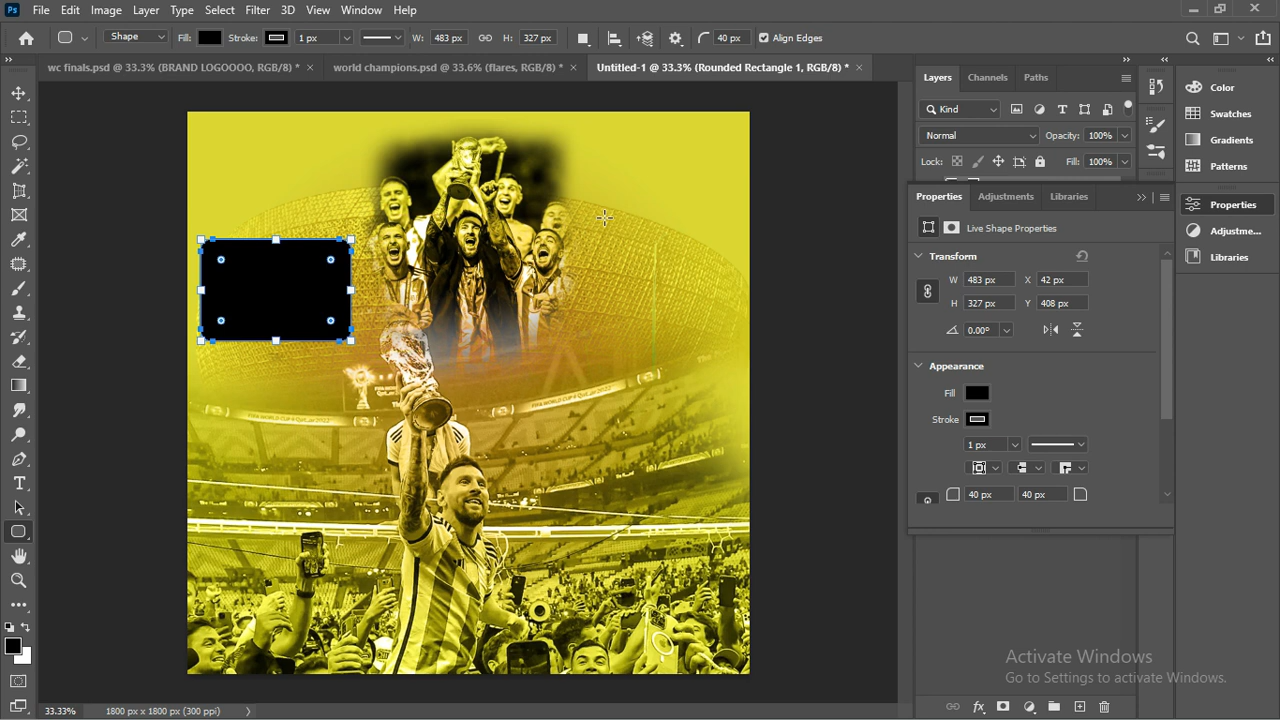 Ps File Edit Image Layer Type Select Filter 3D View Window Help
Shape Fill: Stroke: 1 px W: 483 px H: 327 px 40 px Align Edges
wc finals.psd @ 33.3% (BRAND LOGOOOO, RGB/8) * × world champions.psd @ 33.6% (flares, RGB/8) * × Untitled-1 @ 33.3% (Rounded Rectangle 1, RGB/8) * ×
Layers Channels Paths
Kind
Normal Opacity: 100%
Lock: Fill: 100%
Properties Adjustments Libraries
Live Shape Properties
Transform
W 483 px X 42 px
H 327 px Y 408 px
0.00°
Appearance
Fill
Stroke
1 px
40 px 40 px
Color
Swatches
Gradients
Patterns
Properties
Adjustme...
Libraries
Activate Windows
Go to Settings to activate Windows.
33.33% 1800 px x 1800 px (300 ppi)